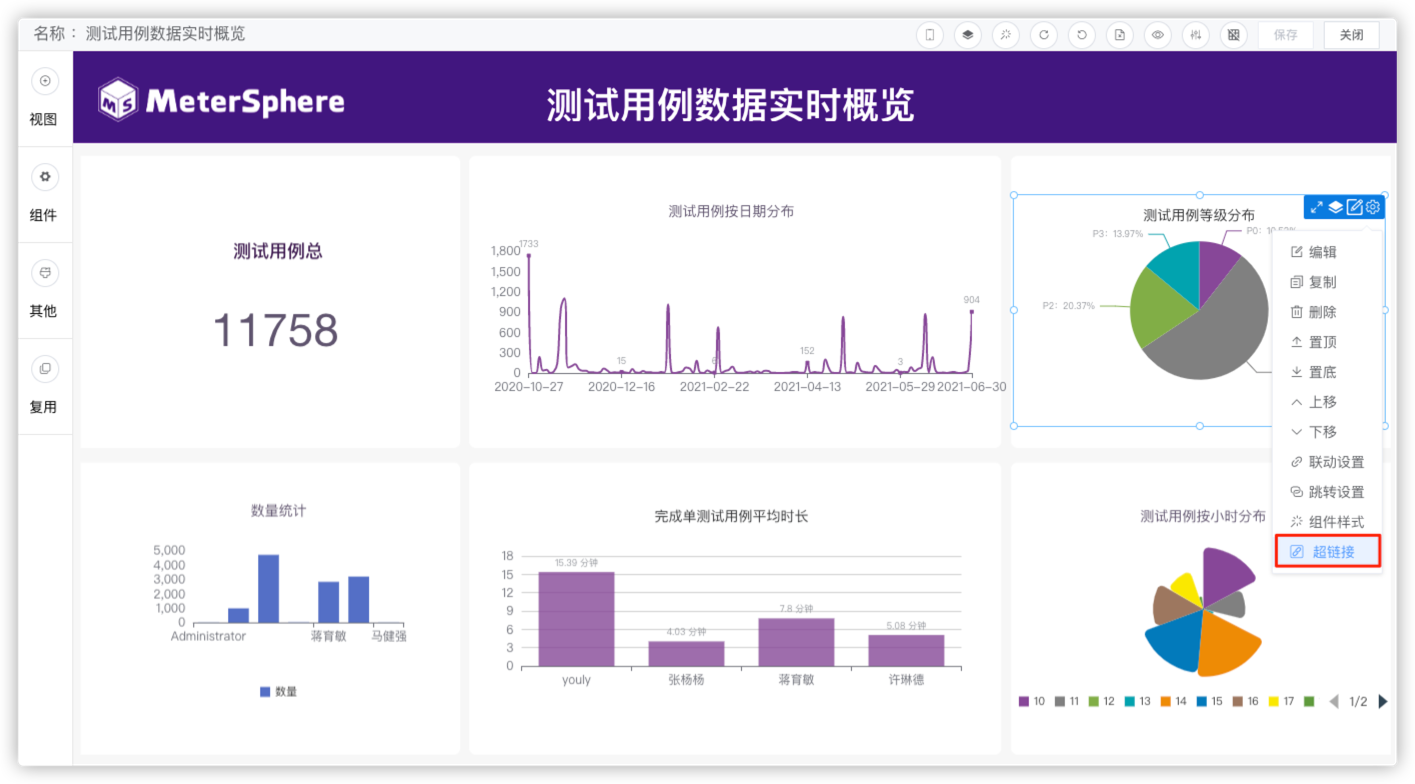 名称： 测试用例数据实时概览
保存
关闭
视图
组件
其他
复用
MS MeterSphere
测试用例数据实时概览
测试用例总
11758
测试用例按日期分布
1733
1,800
1,500
1,200
900
600
300
0
904
15
6
152
3
2020-10-27 2020-12-16 2021-02-22 2021-04-13 2021-05-29 2021-06-30
测试用例等级分布
P3: 13.97%
P0:
P2: 20.37%
编辑
复制
删除
置顶
置底
上移
下移
联动设置
跳转设置
组件样式
超链接
数量统计
5,000
4,000
3,000
2,000
1,000
0
Administrator 蒋育敏 马健强
数量
完成单测试用例平均时长
18
15
12
9
6
3
0
15.39 分钟
4.03 分钟
7.8 分钟
5.08 分钟
youly 张杨杨 蒋育敏 许琳德
测试用例按小时分布
10 11 12 13 14 15 16 17 1/2